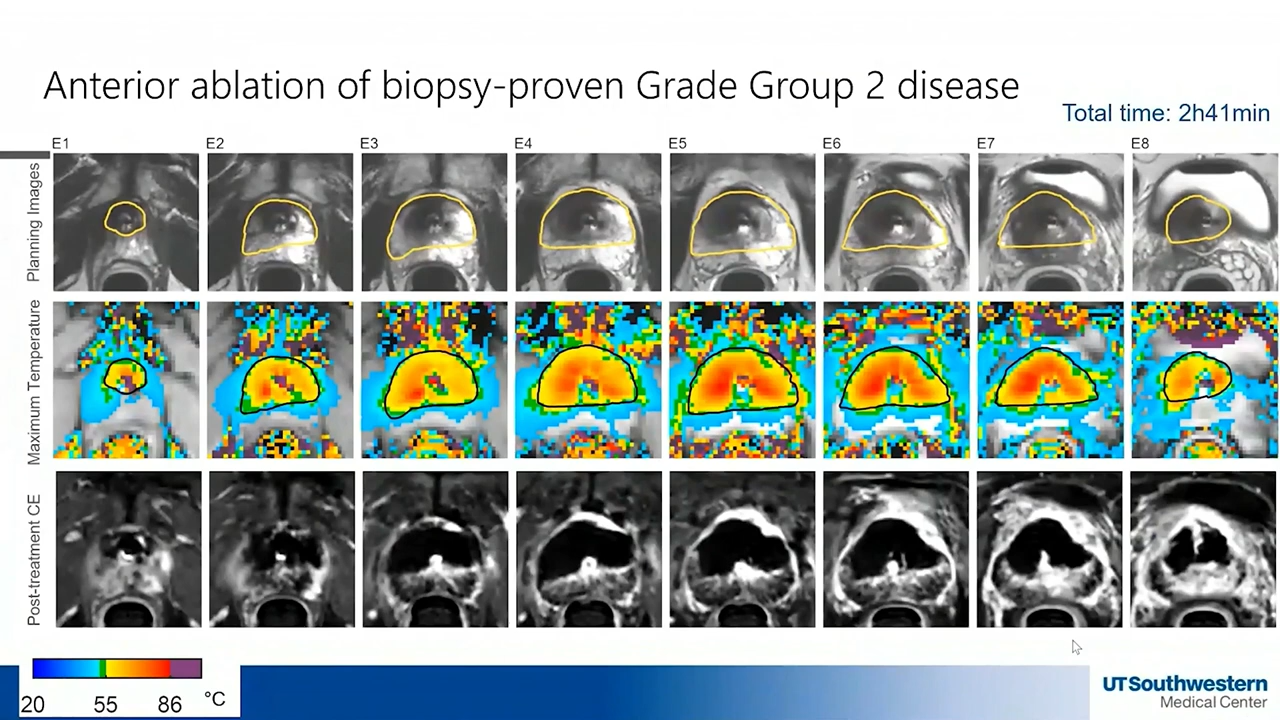 Anterior ablation of biopsy-proven Grade Group 2 disease
Total time: 2h41min
E1 E2 E3 E4 E5 E6 E7 E8
Planning Images
Maximum Temperature
Post-treatment CE
20 55 86 °C
UTSouthwestern
Medical Center